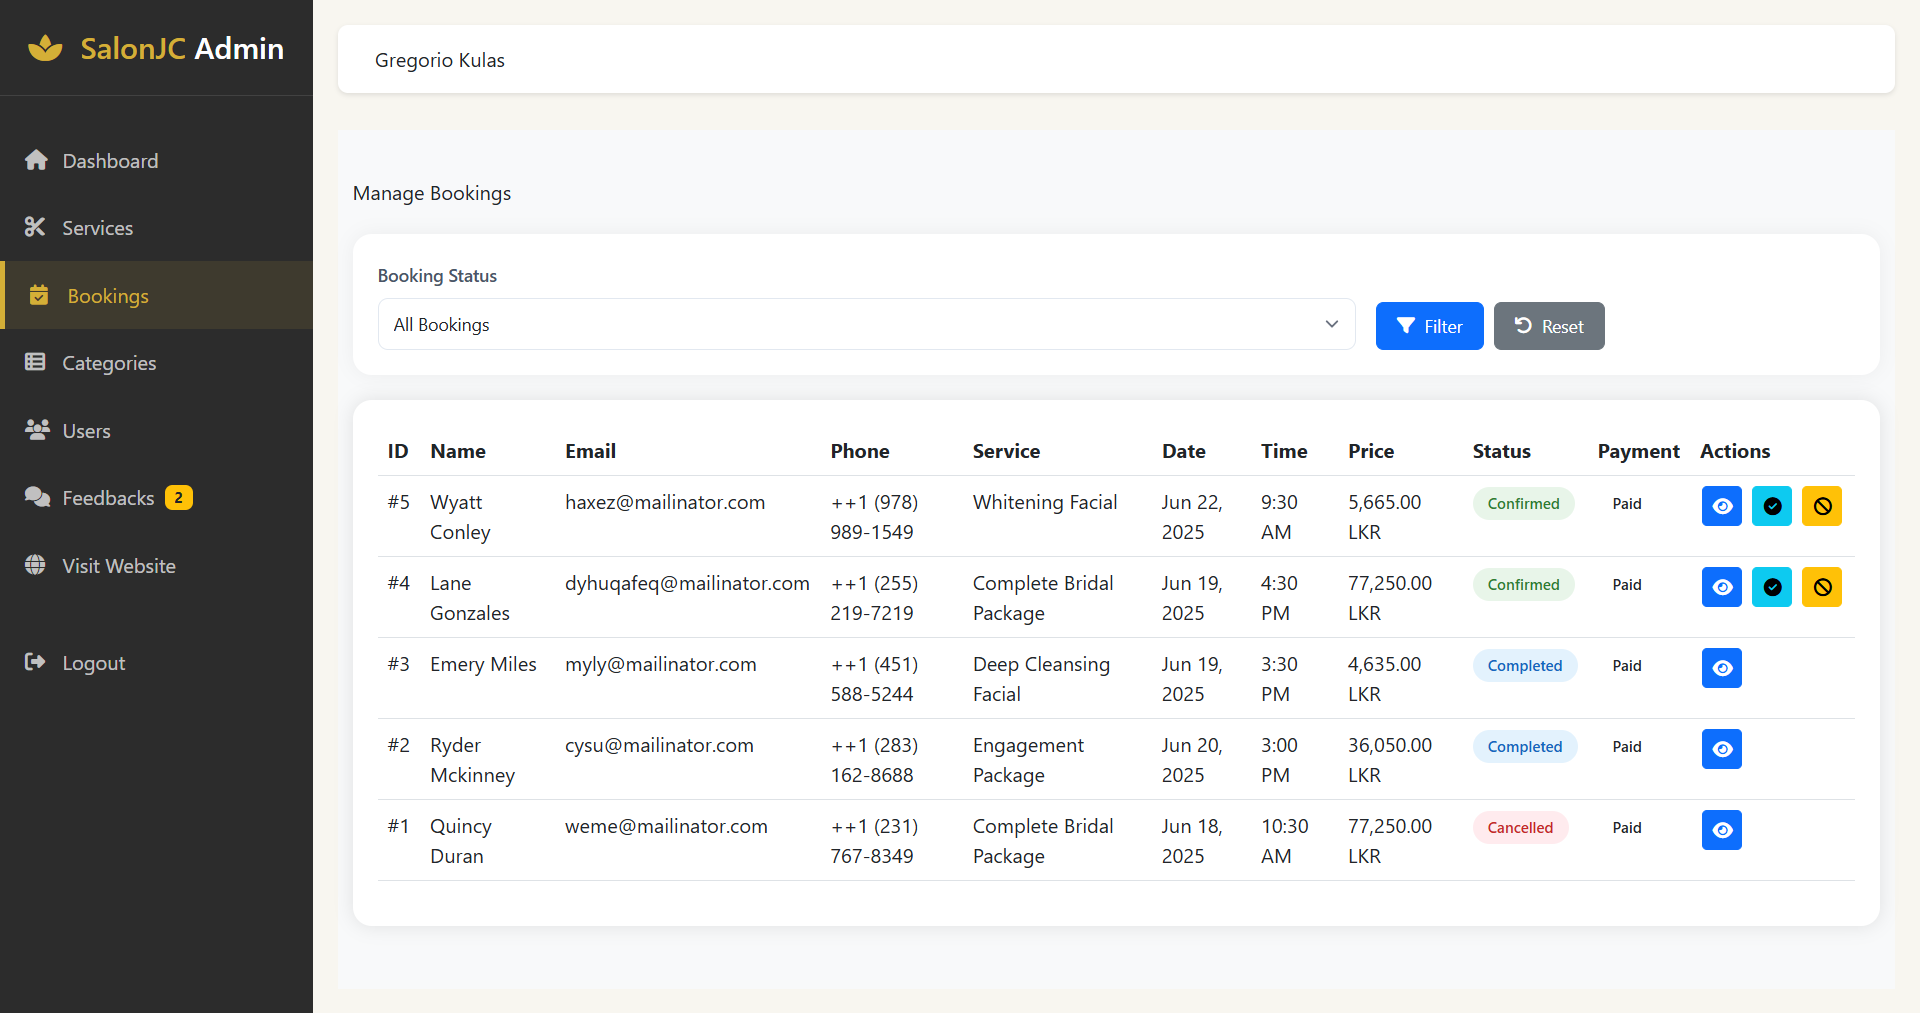 SalonJC Admin
Gregorio Kulas
Dashboard
Services
Bookings
Categories
Users
Feedbacks 2
Visit Website
Logout
Manage Bookings
Booking Status
All Bookings
Filter
Reset
ID Name Email Phone Service Date Time Price Status Payment Actions
#5 Wyatt haxez@mailinator.com ++1 (978) Whitening Facial Jun 22, 9:30 5,665.00 Confirmed Paid
Conley 989-1549 2025 AM LKR
#4 Lane dyhuqafeq@mailinator.com ++1 (255) Complete Bridal Jun 19, 4:30 77,250.00 Confirmed Paid
Gonzales 219-7219 Package 2025 PM LKR
#3 Emery Miles myly@mailinator.com ++1 (451) Deep Cleansing Jun 19, 3:30 4,635.00 Completed Paid
588-5244 Facial 2025 PM LKR
#2 Ryder cysu@mailinator.com ++1 (283) Engagement Jun 20, 3:00 36,050.00 Completed Paid
Mckinney 162-8688 Package 2025 PM LKR
#1 Quincy weme@mailinator.com ++1 (231) Complete Bridal Jun 18, 10:30 77,250.00 Cancelled Paid
Duran 767-8349 Package 2025 AM LKR